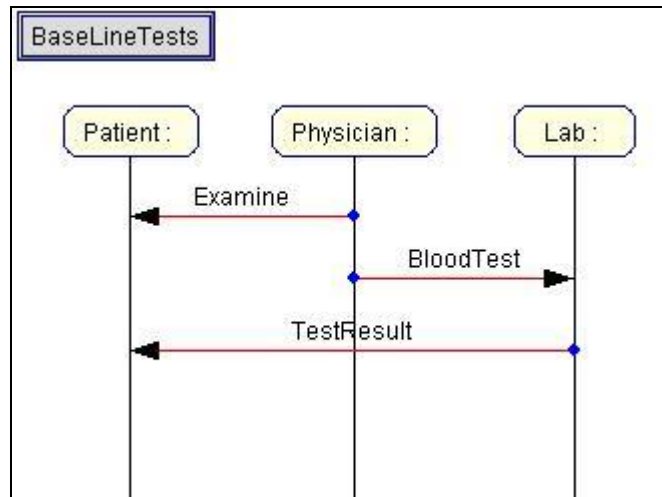 BaseLineTests
Patient :
Physician :
Lab :
Examine
BloodTest
TestResult